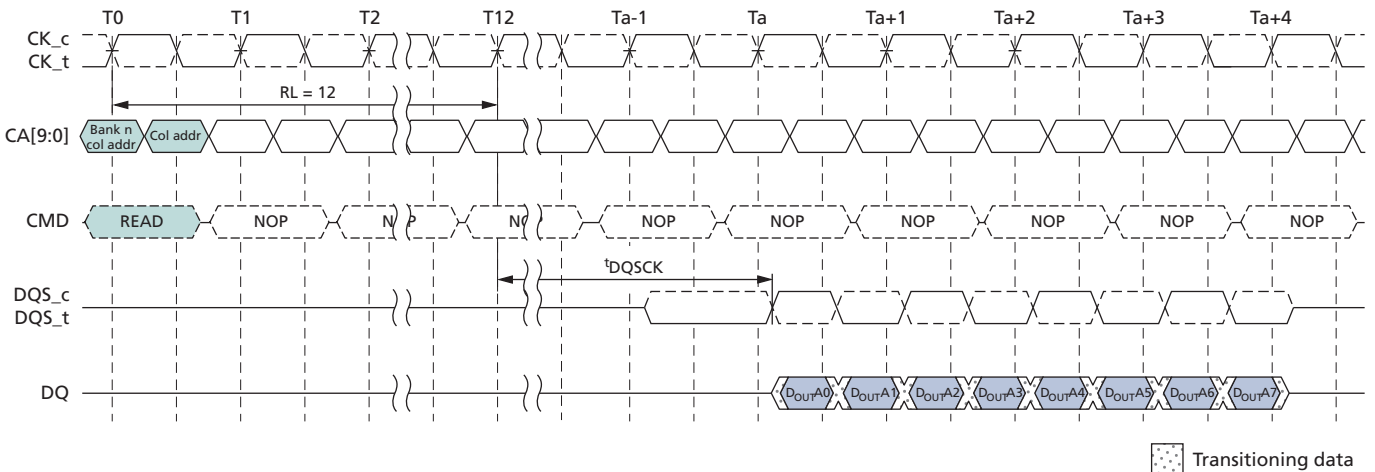 T0 T1 T2 T12 Ta-1 Ta Ta+1 Ta+2 Ta+3 Ta+4
CK_c
CK_t
RL = 12
CA[9:0] Bank n col addr Col addr
CMD READ NOP NOP NOP NOP NOP NOP NOP NOP NOP
tDQSCK
DQS_c
DQS_t
DQ DOUTA0 DOUTA1 DOUTA2 DOUTA3 DOUTA4 DOUTA5 DOUTA6 DOUTA7
Transitioning data